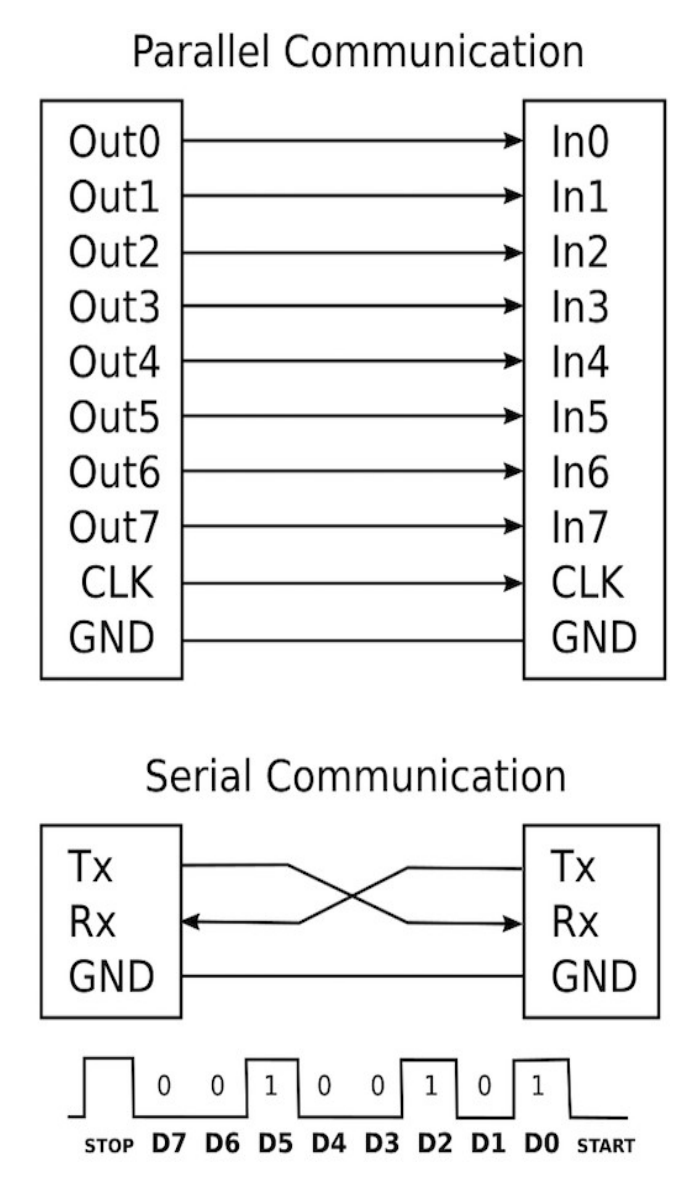 Parallel Communication
Out0 In0
Out1 In1
Out2 In2
Out3 In3
Out4 In4
Out5 In5
Out6 In6
Out7 In7
CLK CLK
GND GND
Serial Communication
Tx Tx
Rx Rx
GND GND
0 0 1 0 0 1 0 1
STOP D7 D6 D5 D4 D3 D2 D1 D0 START